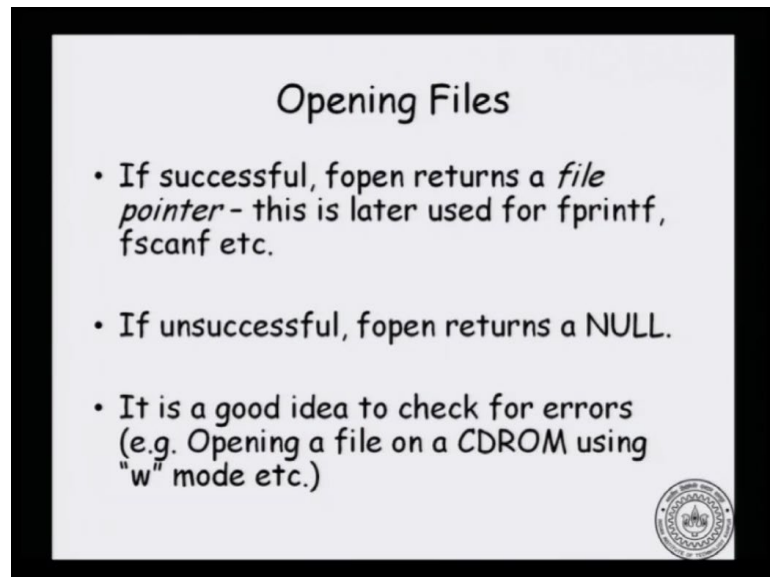 Opening Files
• If successful, fopen returns a file
pointer – this is later used for fprintf,
fscanf etc.
• If unsuccessful, fopen returns a NULL.
• It is a good idea to check for errors
(e.g. Opening a file on a CDROM using
"w" mode etc.)